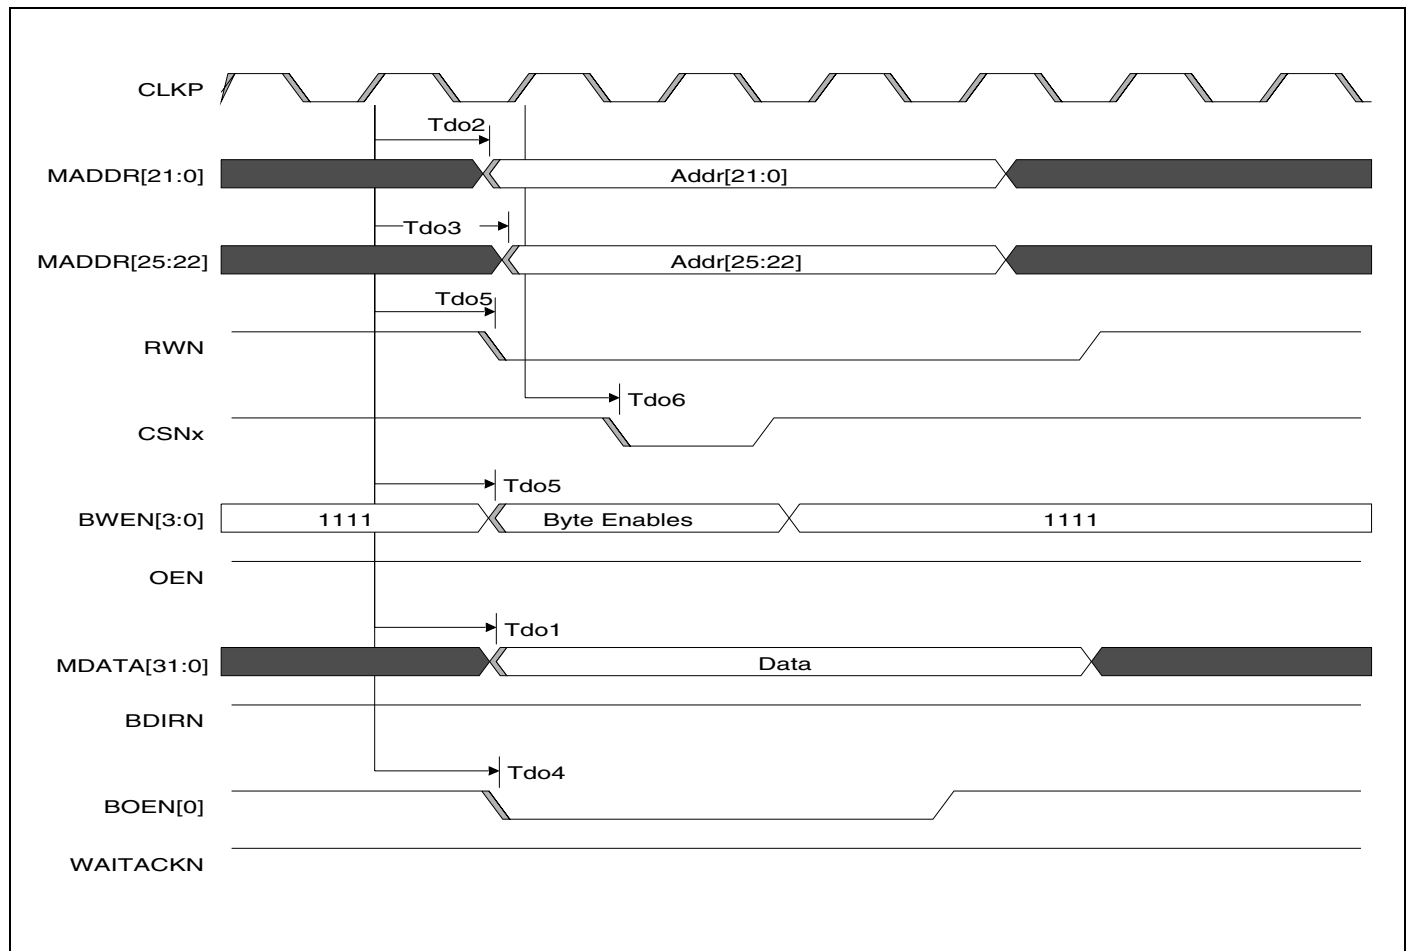 CLKP
Tdo2
MADDR[21:0] Addr[21:0]
Tdo3
MADDR[25:22] Addr[25:22]
Tdo5
RWN
Tdo6
CSNx
Tdo5
BWEN[3:0] 1111 Byte Enables 1111
OEN
Tdo1
MDATA[31:0] Data
BDIRN
Tdo4
BOEN[0]
WAITACKN